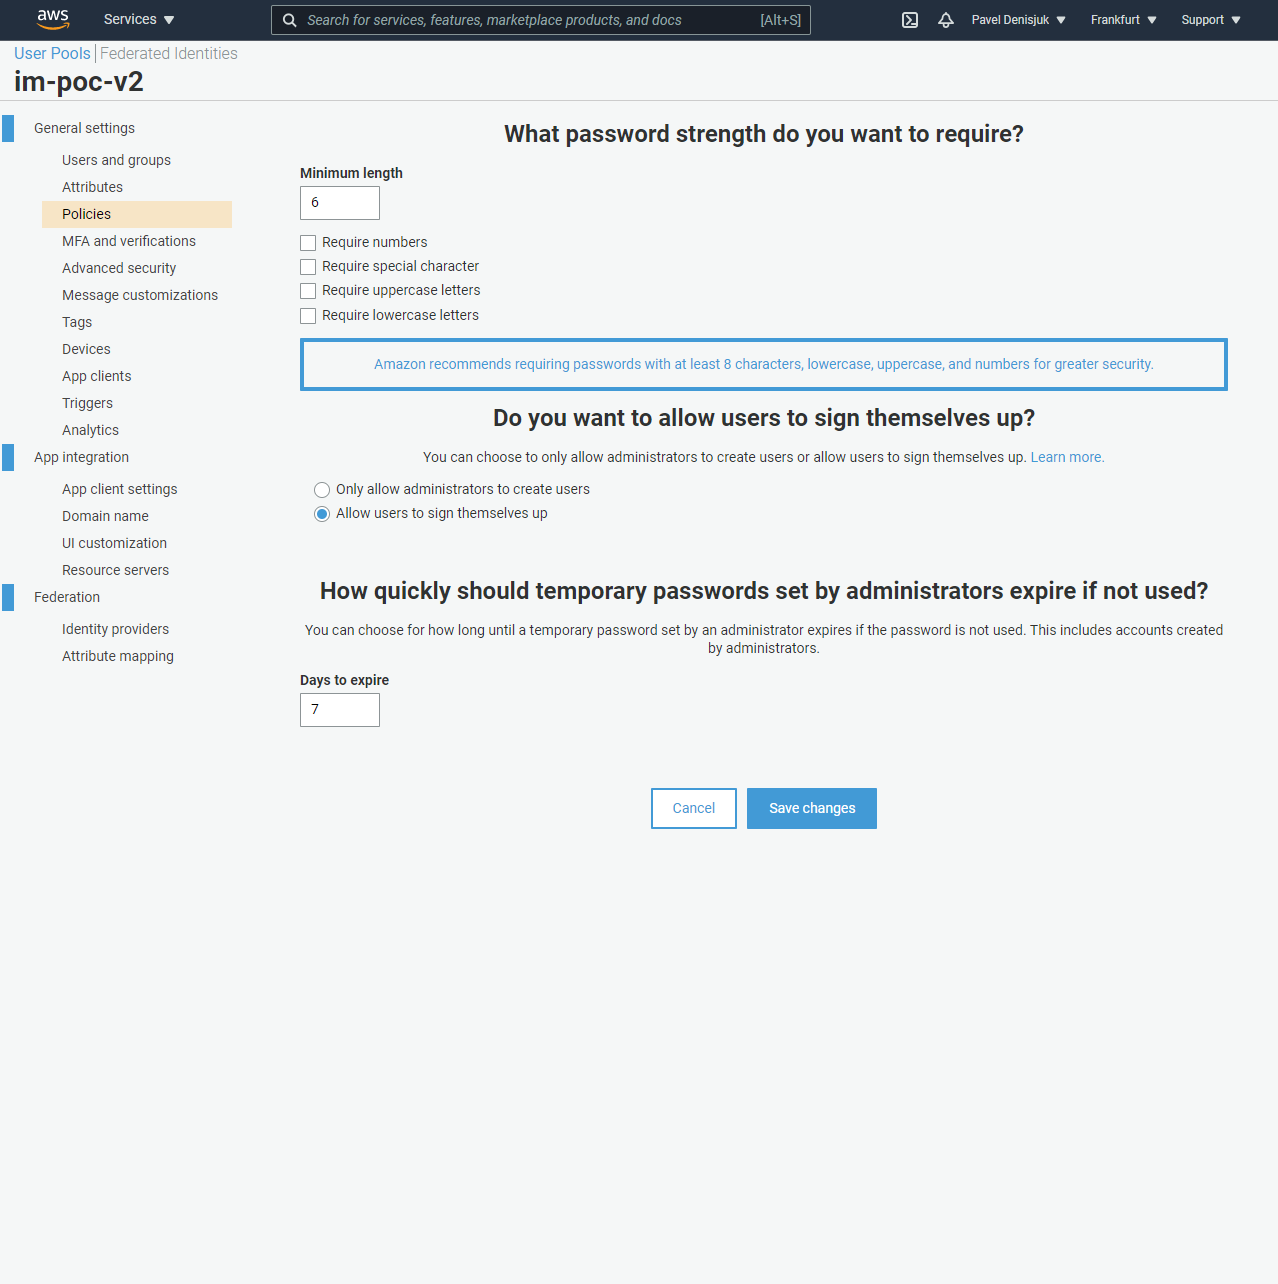 aws
Services
Search for services, features, marketplace products, and docs [Alt+S]
Pavel Denisjuk
Frankfurt
Support
User Pools
Federated Identities
im-poc-v2
General settings
Users and groups
Attributes
Policies
MFA and verifications
Advanced security
Message customizations
Tags
Devices
App clients
Triggers
Analytics
App integration
App client settings
Domain name
UI customization
Resource servers
Federation
Identity providers
Attribute mapping
What password strength do you want to require?
Minimum length
6
Require numbers
Require special character
Require uppercase letters
Require lowercase letters
Amazon recommends requiring passwords with at least 8 characters, lowercase, uppercase, and numbers for greater security.
Do you want to allow users to sign themselves up?
You can choose to only allow administrators to create users or allow users to sign themselves up. Learn more.
Only allow administrators to create users
Allow users to sign themselves up
How quickly should temporary passwords set by administrators expire if not used?
You can choose for how long until a temporary password set by an administrator expires if the password is not used. This includes accounts created
by administrators.
Days to expire
7
Cancel
Save changes